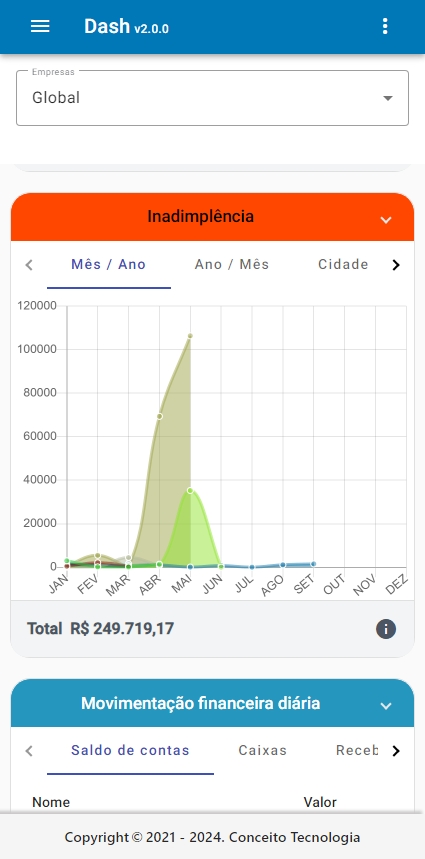 Dash v2.0.0
Empresas
Global
Inadimplência
Mês / Ano Ano / Mês Cidade
120000
100000
80000
60000
40000
20000
0
JAN FEV MAR ABR MAI JUN JUL AGO SET OUT NOV DEZ
Total R$ 249.719,17
Movimentação financeira diária
Saldo de contas Caixas Receb
Nome Valor
Copyright © 2021 - 2024. Conceito Tecnologia